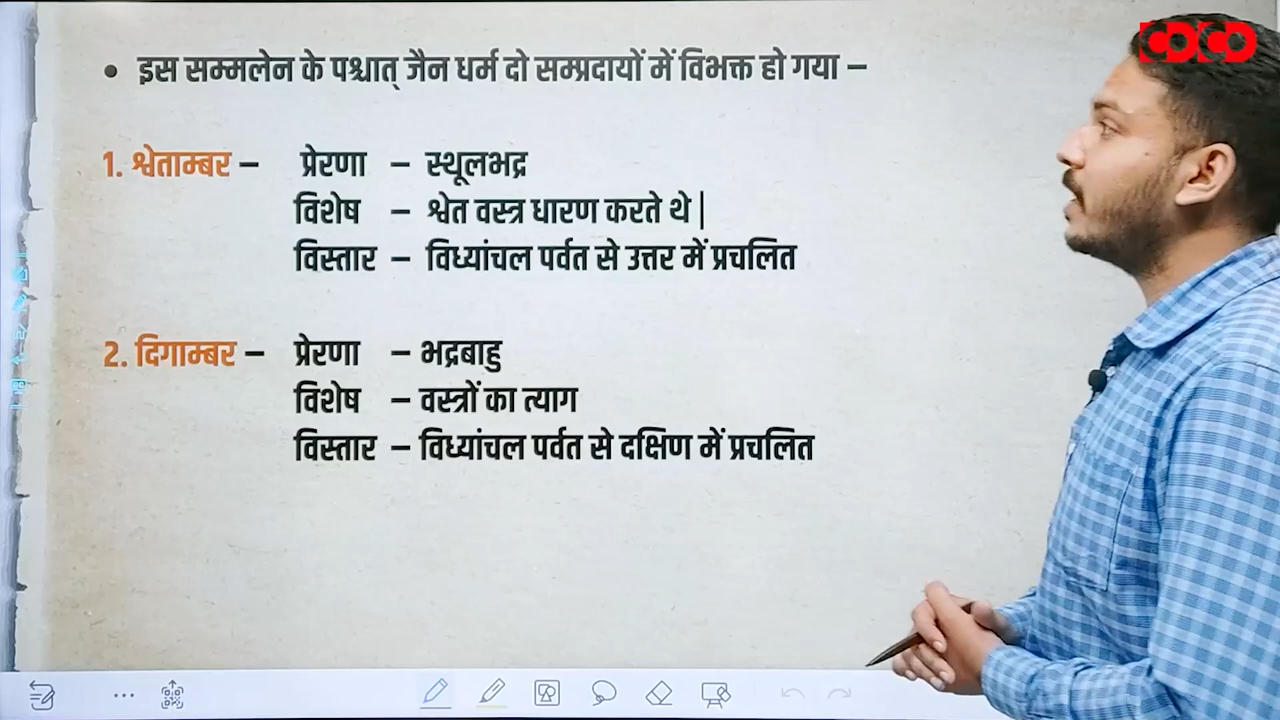 • इस सम्मलेन के पश्चात् जैन धर्म दो सम्प्रदायों में विभक्त हो गया –
1. श्वेताम्बर – प्रेरणा – स्थूलभद्र
विशेष – श्वेत वस्त्र धारण करते थे |
विस्तार – विध्यांचल पर्वत से उत्तर में प्रचलित
2. दिगाम्बर – प्रेरणा – भद्रबाहु
विशेष – वस्त्रों का त्याग
विस्तार – विध्यांचल पर्वत से दक्षिण में प्रचलित